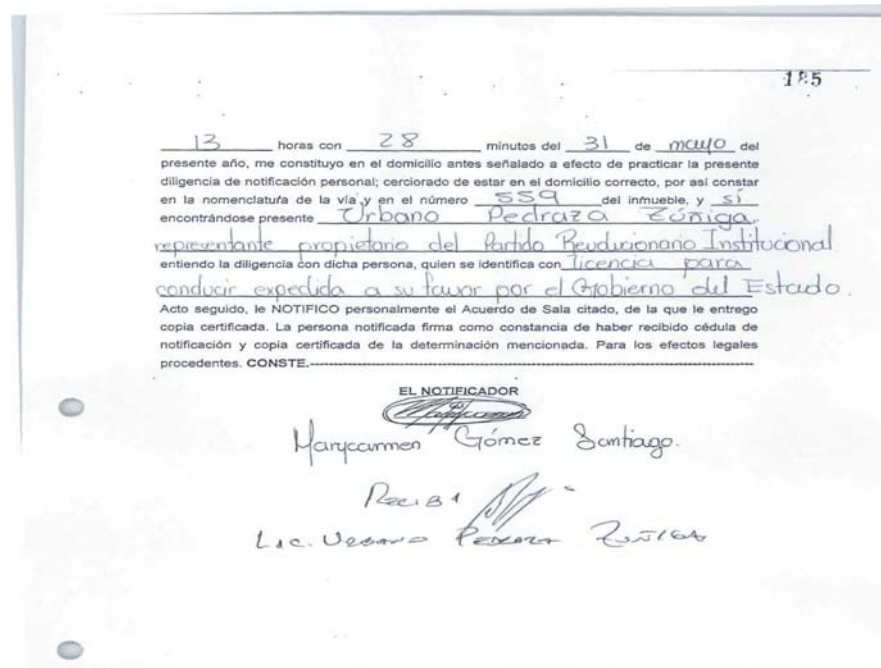 185
13 horas con 28 minutos del 31 de mayo del
presente año, me constituyo en el domicilio antes señalado a efecto de practicar la presente
diligencia de notificación personal; cerciorado de estar en el domicilio correcto, por así constar
en la nomenclatura de la vía y en el número 559 del inmueble, y sí
encontrándose presente Urbano Pedraza Zúñiga,
representante propietario del Partido Revolucionario Institucional
entiendo la diligencia con dicha persona, quien se identifica con licencia para
conducir expedida a su favor por el Gobierno del Estado.
Acto seguido, le NOTIFICO personalmente el Acuerdo de Sala citado, de la que le entrego
copia certificada. La persona notificada firma como constancia de haber recibido cédula de
notificación y copia certificada de la determinación mencionada. Para los efectos legales
procedentes. CONSTE.-----
EL NOTIFICADOR
Marycarmen Gómez Santiago.
RECIBI
LIC. URBANO PEDRAZA ZUÑIGA